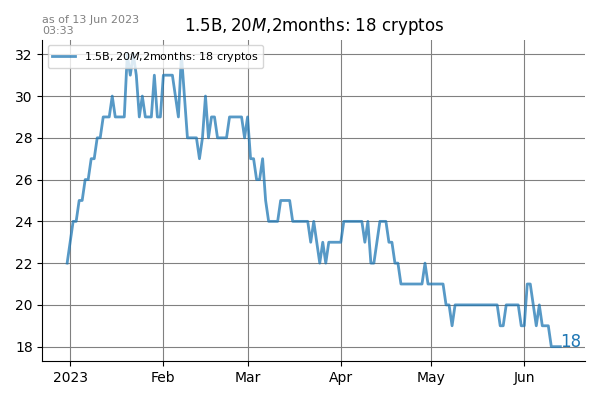 as of 13 Jun 2023
03:33
1.5B, 20M,2months: 18 cryptos
1.5B, 20M,2months: 18 cryptos
32
30
28
26
24
22
20
18
18
2023 Feb Mar Apr May Jun